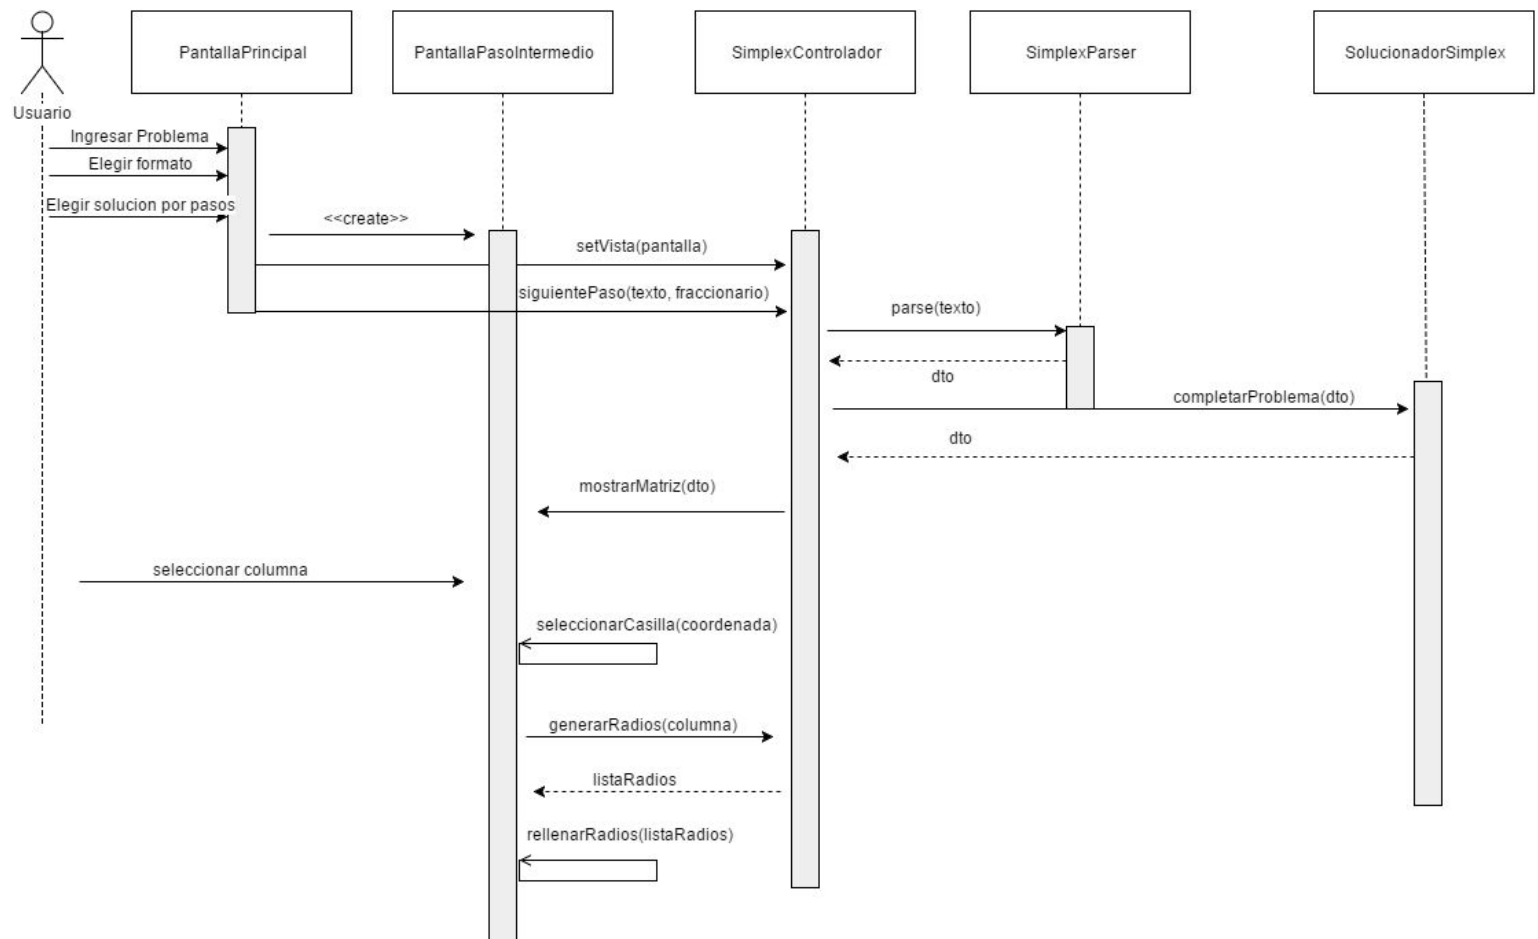 PantallaPrincipal
PantallaPasoIntermedio
SimplexControlador
SimplexParser
SolucionadorSimplex
Usuario
Ingresar Problema
Elegir formato
Elegir solucion por pasos
<<create>>
setVista(pantalla)
siguientePaso(texto, fraccionario)
parse(texto)
dto
completarProblema(dto)
dto
mostrarMatriz(dto)
seleccionar columna
seleccionarCasilla(coordenada)
generarRadios(columna)
listaRadios
rellenarRadios(listaRadios)